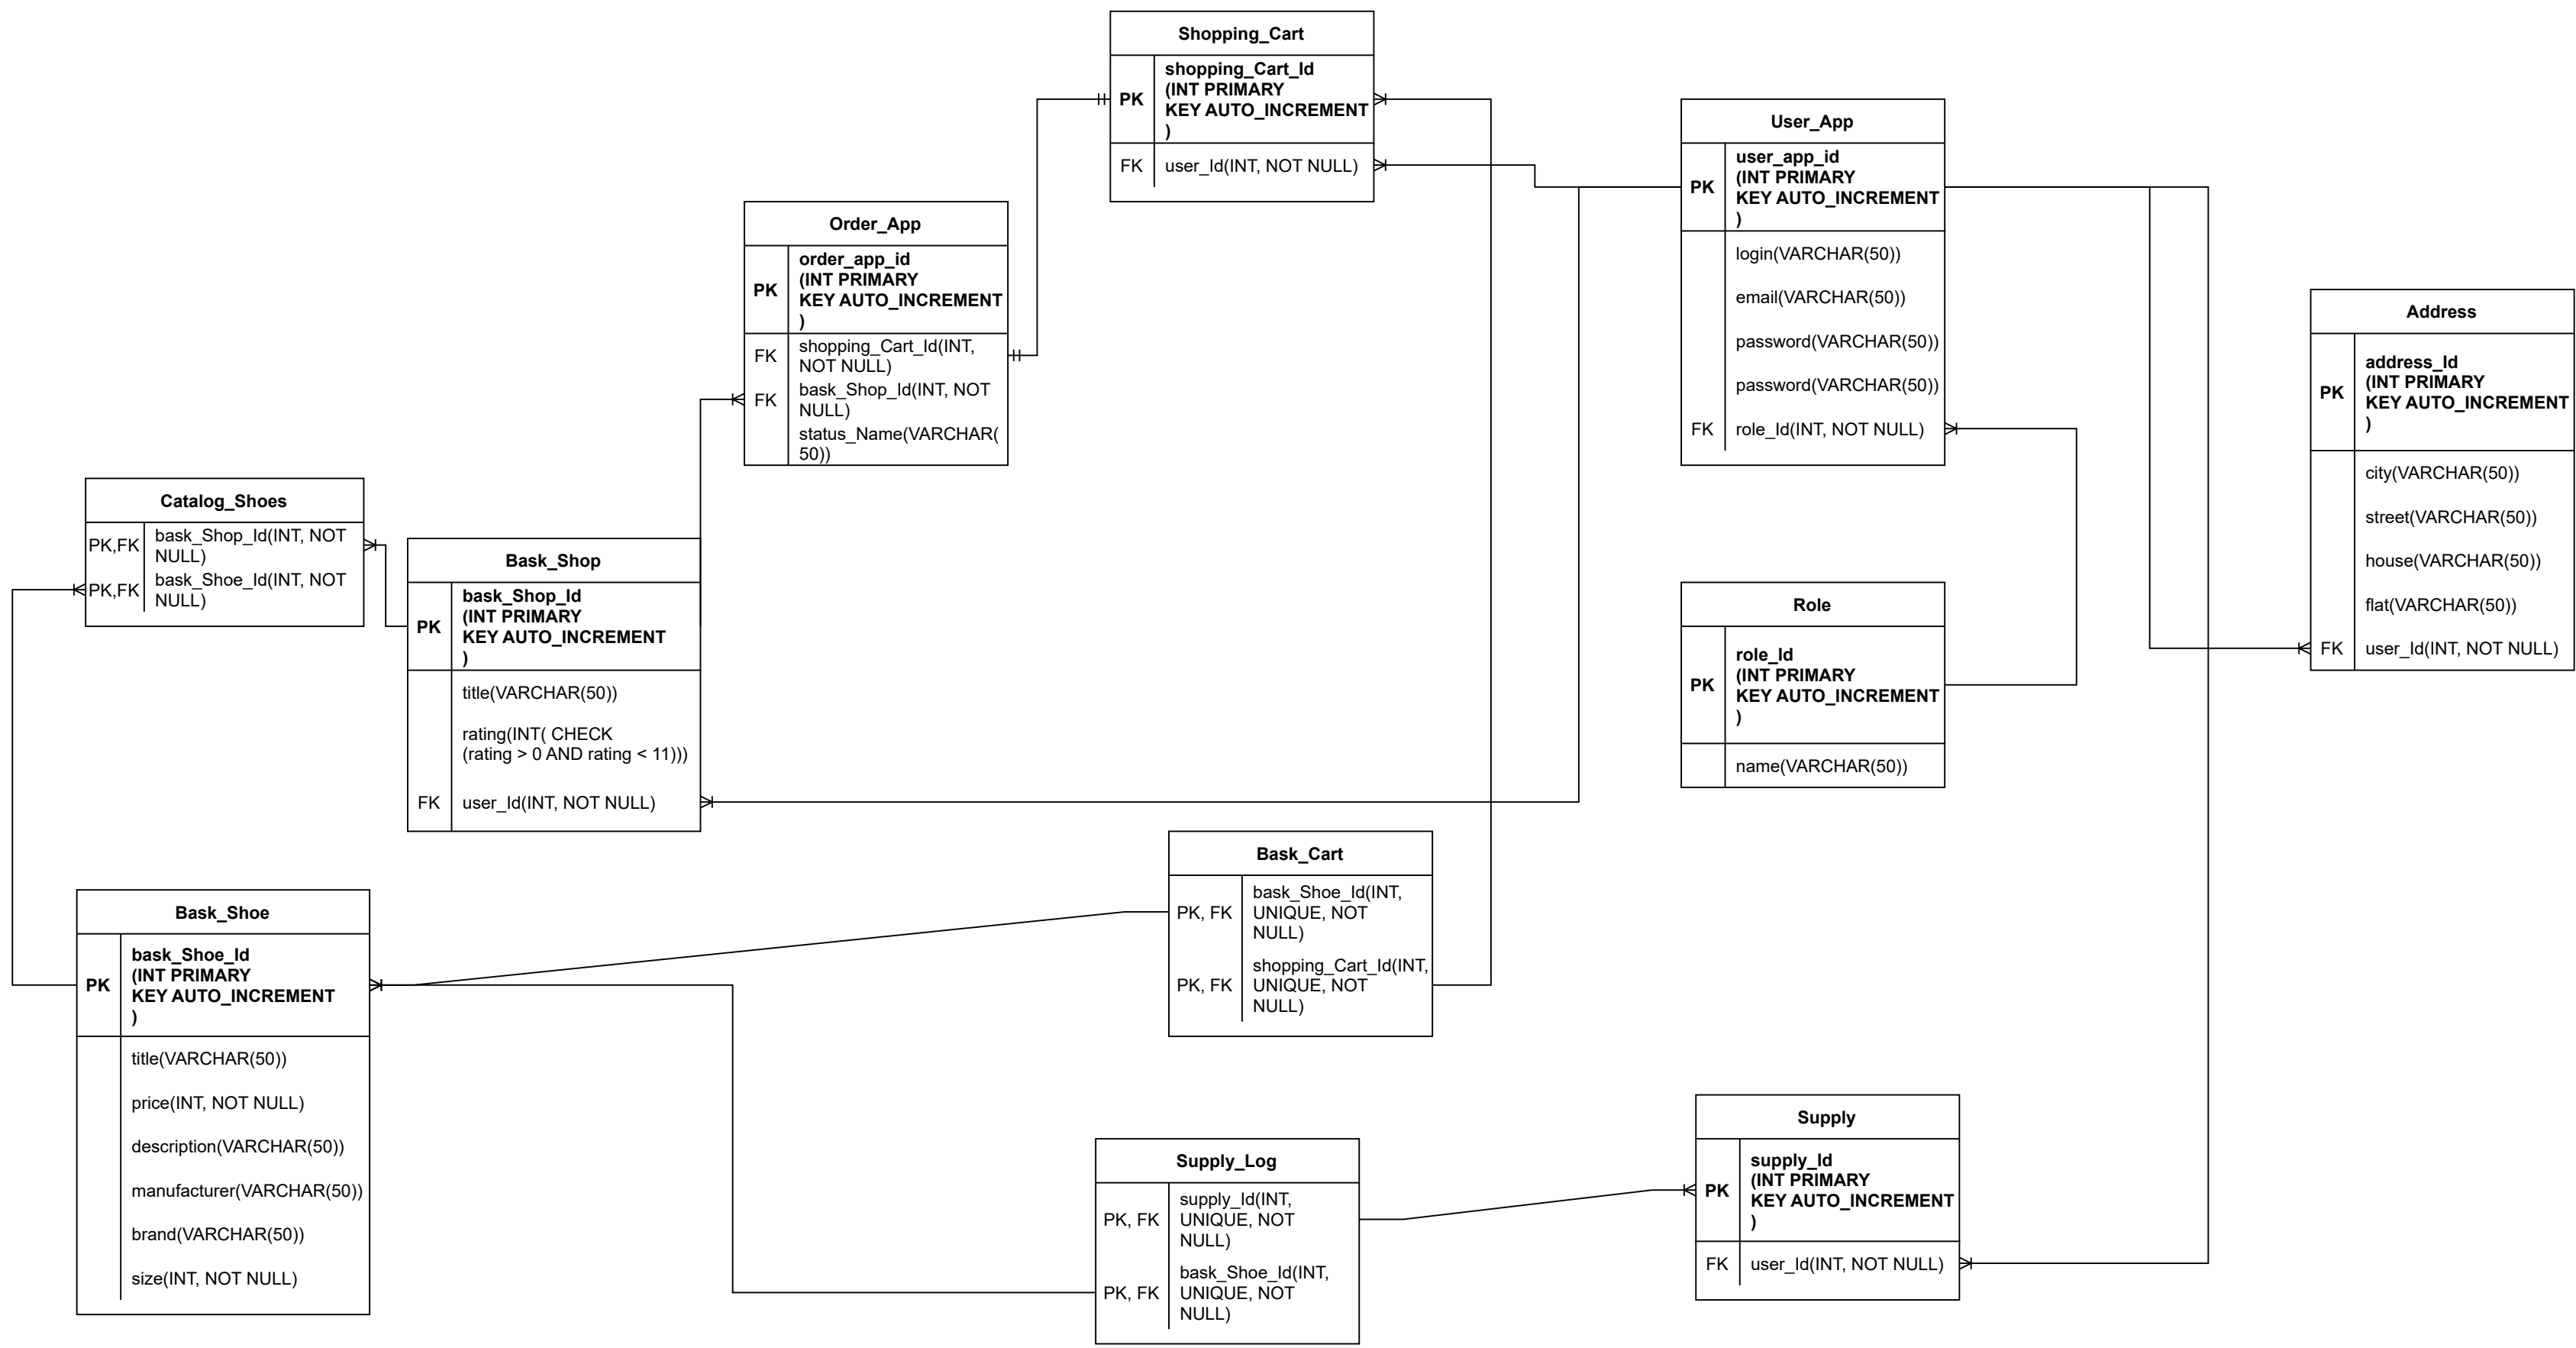 Shopping_Cart
PK
shopping_Cart_Id
(INT PRIMARY
KEY AUTO_INCREMENT
)
FK
user_Id(INT, NOT NULL)
User_App
PK
user_app_id
(INT PRIMARY
KEY AUTO_INCREMENT
)
login(VARCHAR(50))
email(VARCHAR(50))
password(VARCHAR(50))
password(VARCHAR(50))
FK
role_Id(INT, NOT NULL)
Order_App
PK
order_app_id
(INT PRIMARY
KEY AUTO_INCREMENT
)
FK
shopping_Cart_Id(INT,
NOT NULL)
FK
bask_Shop_Id(INT, NOT
NULL)
status_Name(VARCHAR(
50))
Address
PK
address_Id
(INT PRIMARY
KEY AUTO_INCREMENT
)
city(VARCHAR(50))
street(VARCHAR(50))
house(VARCHAR(50))
flat(VARCHAR(50))
FK
user_Id(INT, NOT NULL)
Catalog_Shoes
PK,FK
bask_Shop_Id(INT, NOT
NULL)
PK,FK
bask_Shoe_Id(INT, NOT
NULL)
Bask_Shop
PK
bask_Shop_Id
(INT PRIMARY
KEY AUTO_INCREMENT
)
title(VARCHAR(50))
rating(INT( CHECK
(rating > 0 AND rating < 11)))
FK
user_Id(INT, NOT NULL)
Role
PK
role_Id
(INT PRIMARY
KEY AUTO_INCREMENT
)
name(VARCHAR(50))
Bask_Cart
PK, FK
bask_Shoe_Id(INT,
UNIQUE, NOT
NULL)
PK, FK
shopping_Cart_Id(INT,
UNIQUE, NOT
NULL)
Bask_Shoe
PK
bask_Shoe_Id
(INT PRIMARY
KEY AUTO_INCREMENT
)
title(VARCHAR(50))
price(INT, NOT NULL)
description(VARCHAR(50))
manufacturer(VARCHAR(50))
brand(VARCHAR(50))
size(INT, NOT NULL)
Supply_Log
PK, FK
supply_Id(INT,
UNIQUE, NOT
NULL)
PK, FK
bask_Shoe_Id(INT,
UNIQUE, NOT
NULL)
Supply
PK
supply_Id
(INT PRIMARY
KEY AUTO_INCREMENT
)
FK
user_Id(INT, NOT NULL)